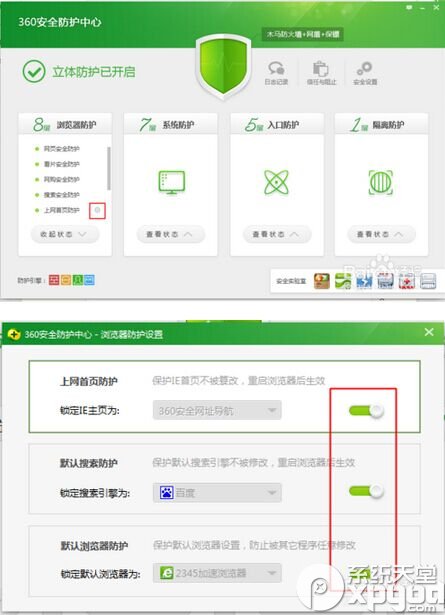 360安全防护中心
木马防火墙+网盾+保镖
立体防护已开启
日志记录
信任与阻止
安全设置
8层 浏览器防护
7层 系统防护
5层 入口防护
1层 隔离防护
网页安全防护
看片安全防护
网购安全防护
搜索安全防护
上网首页防护
收起状态
查看状态
查看状态
查看状态
防护引擎:
安全实验室
Baidu经验
360安全防护中心 - 浏览器防护设置
上网首页防护 保护IE首页不被篡改，重启浏览器后生效
锁定IE主页为: 360安全网址导航
默认搜索防护 保护默认搜索引擎不被修改，重启浏览器后生效
锁定搜索引擎为: 百度
默认浏览器防护 保护默认浏览器设置，防止被其它程序任意修改
锁定默认浏览器为: 2345加速浏览器
系统天堂